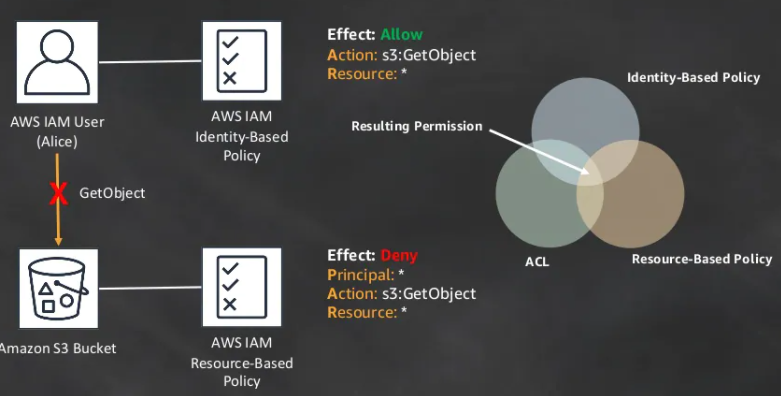 AWS IAM User
(Alice)
AWS IAM
Identity-Based
Policy
Effect: Allow
Action: s3:GetObject
Resource: *
Identity-Based Policy
Resulting Permission
GetObject
ACL
Resource-Based Policy
Amazon S3 Bucket
AWS IAM
Resource-Based
Policy
Effect: Deny
Principal: *
Action: s3:GetObject
Resource: *